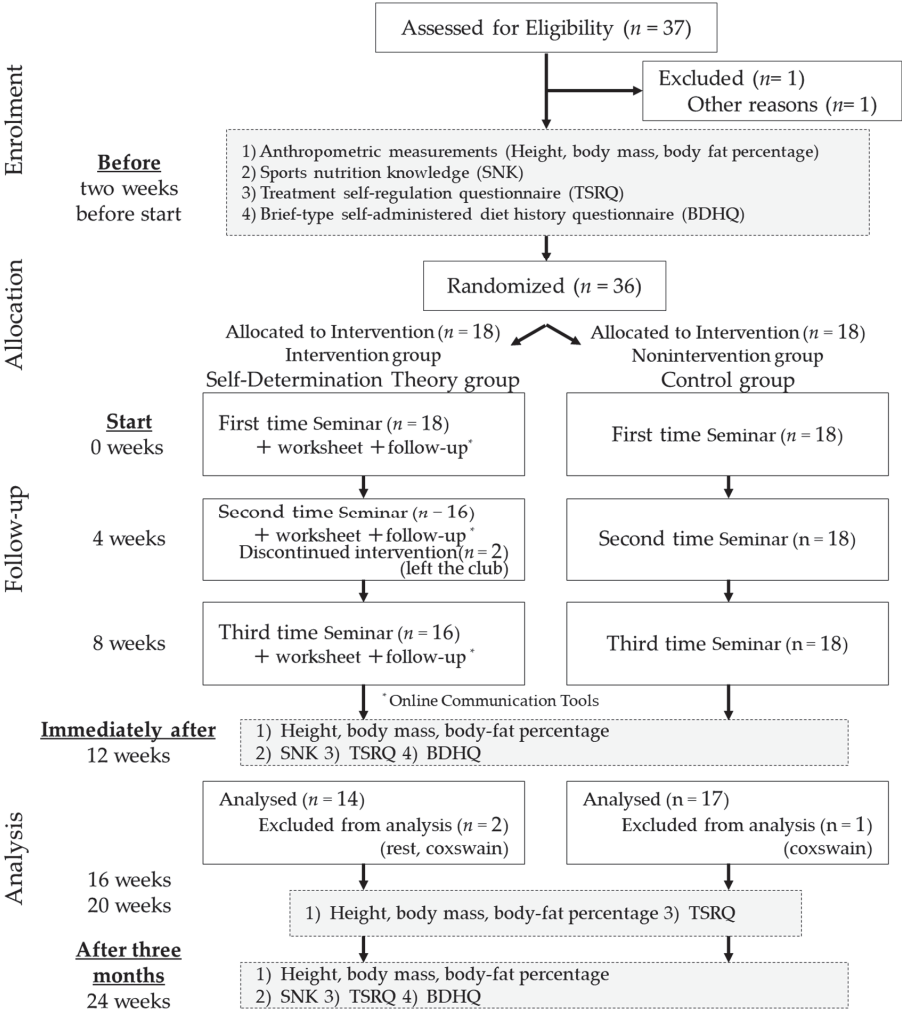 Assessed for Eligibility (n = 37)
Excluded (n= 1)
Other reasons (n= 1)
Enrolment
Before
two weeks
before start
1) Anthropometric measurements (Height, body mass, body fat percentage)
2) Sports nutrition knowledge (SNK)
3) Treatment self-regulation questionnaire (TSRQ)
4) Brief-type self-administered diet history questionnaire (BDHQ)
Allocation
Randomized (n = 36)
Allocated to Intervention (n = 18)
Intervention group
Self-Determination Theory group
Allocated to Intervention (n = 18)
Nonintervention group
Control group
Start
0 weeks
First time Seminar (n = 18)
+ worksheet +follow-up*
First time Seminar (n = 18)
Follow-up
4 weeks
Second time Seminar (n – 16)
+ worksheet +follow-up *
Discontinued intervention(n = 2)
(left the club)
Second time Seminar (n = 18)
8 weeks
Third time Seminar (n = 16)
+ worksheet +follow-up *
Third time Seminar (n = 18)
* Online Communication Tools
Immediately after
12 weeks
1) Height, body mass, body-fat percentage
2) SNK 3) TSRQ 4) BDHQ
Analysis
Analysed (n = 14)
Excluded from analysis (n = 2)
(rest, coxswain)
Analysed (n = 17)
Excluded from analysis (n = 1)
(coxswain)
16 weeks
20 weeks
1) Height, body mass, body-fat percentage 3) TSRQ
After three
months
24 weeks
1) Height, body mass, body-fat percentage
2) SNK 3) TSRQ 4) BDHQ